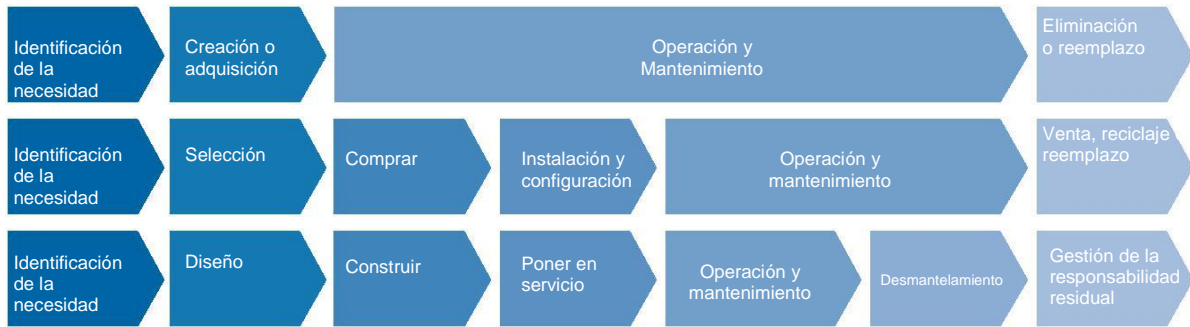 Identificación
de la
necesidad
Creación o
adquisición
Operación y
Mantenimiento
Eliminación
o reemplazo
Identificación
de la
necesidad
Selección
Comprar
Instalación y
configuración
Operación y
mantenimiento
Venta, reciclaje
reemplazo
Identificación
de la
necesidad
Diseño
Construir
Poner en
servicio
Operación y
mantenimiento
Desmantelamiento
Gestión de la
responsabilidad
residual